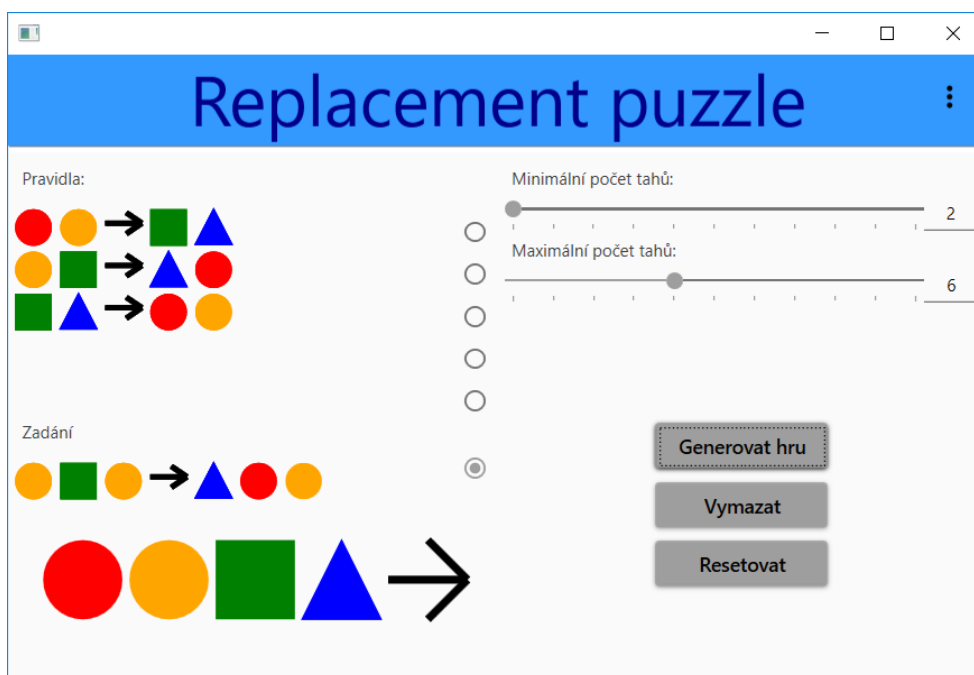 Replacement puzzle
Pravidla:
Minimální počet tahů:
2
Maximální počet tahů:
6
Zadání
Generovat hru
Vymazat
Resetovat